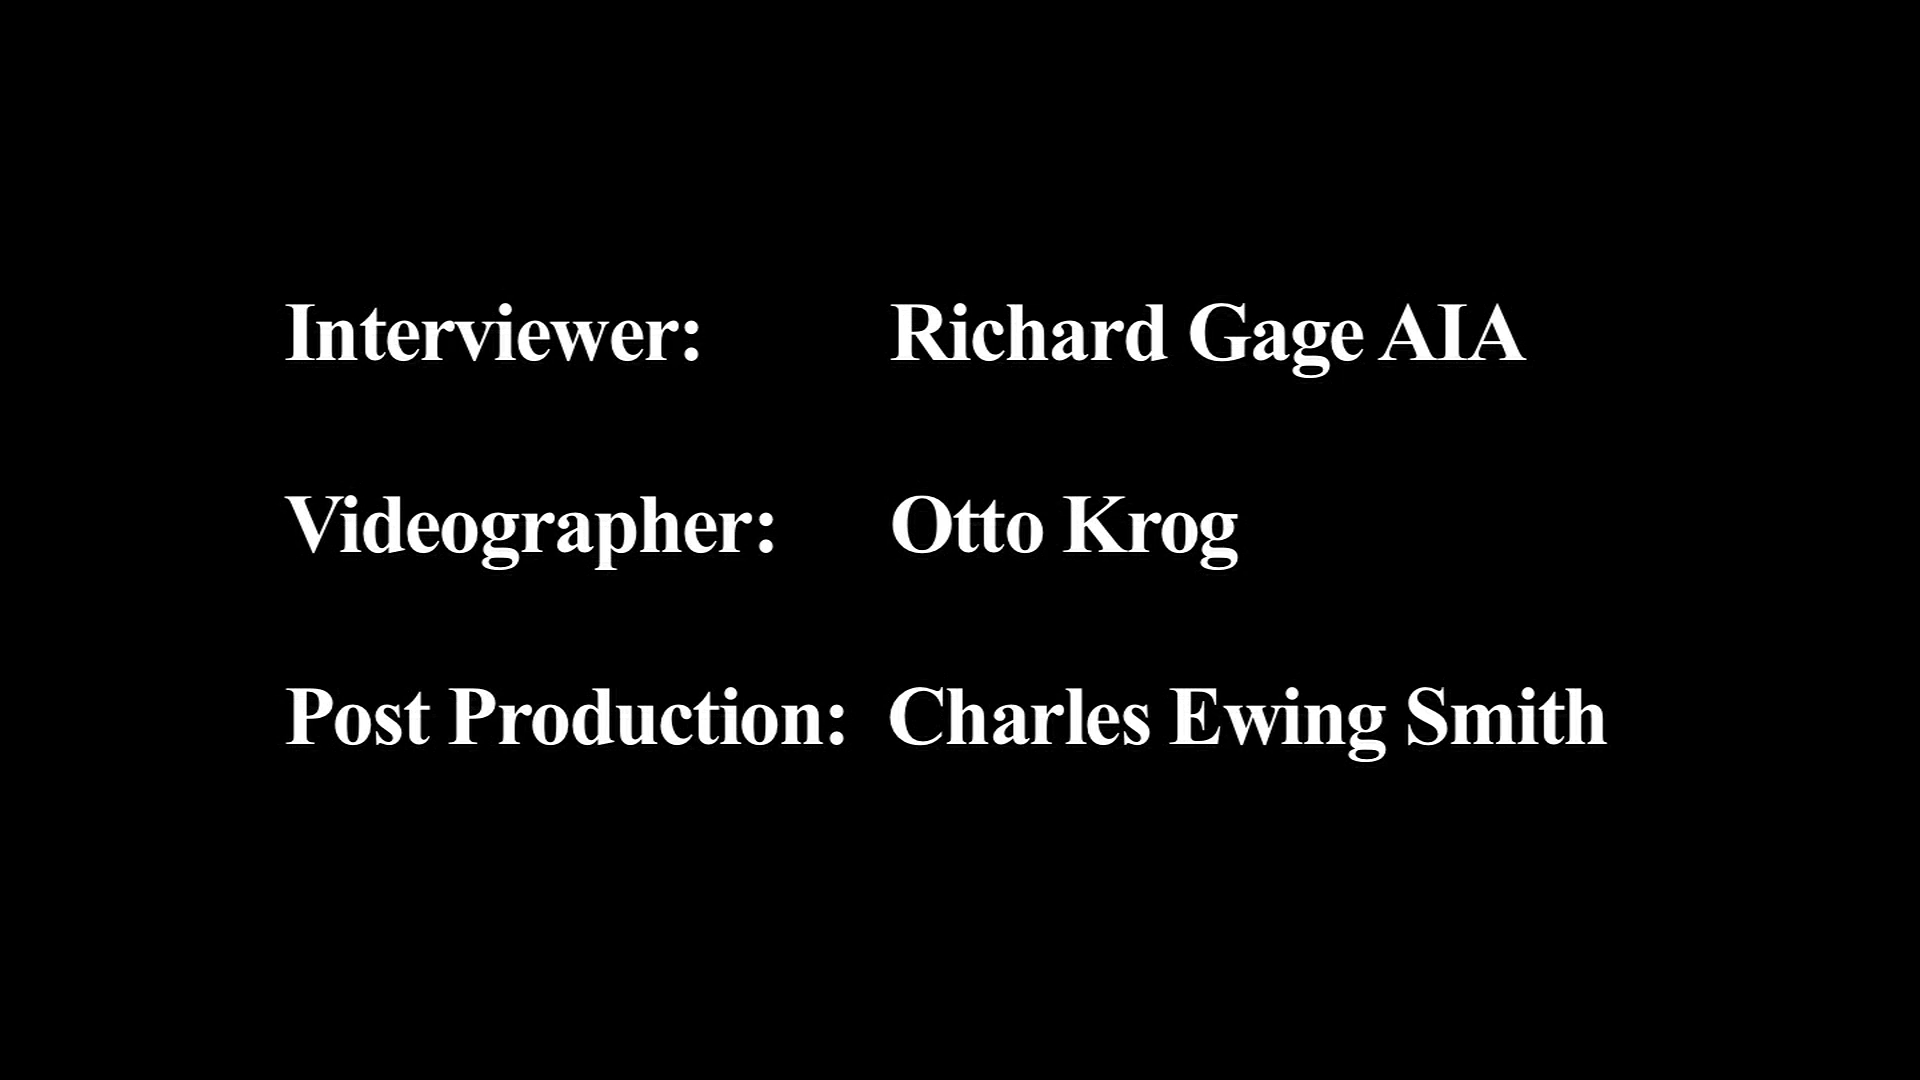 Interviewer: Richard Gage AIA
Videographer: Otto Krog
Post Production: Charles Ewing Smith